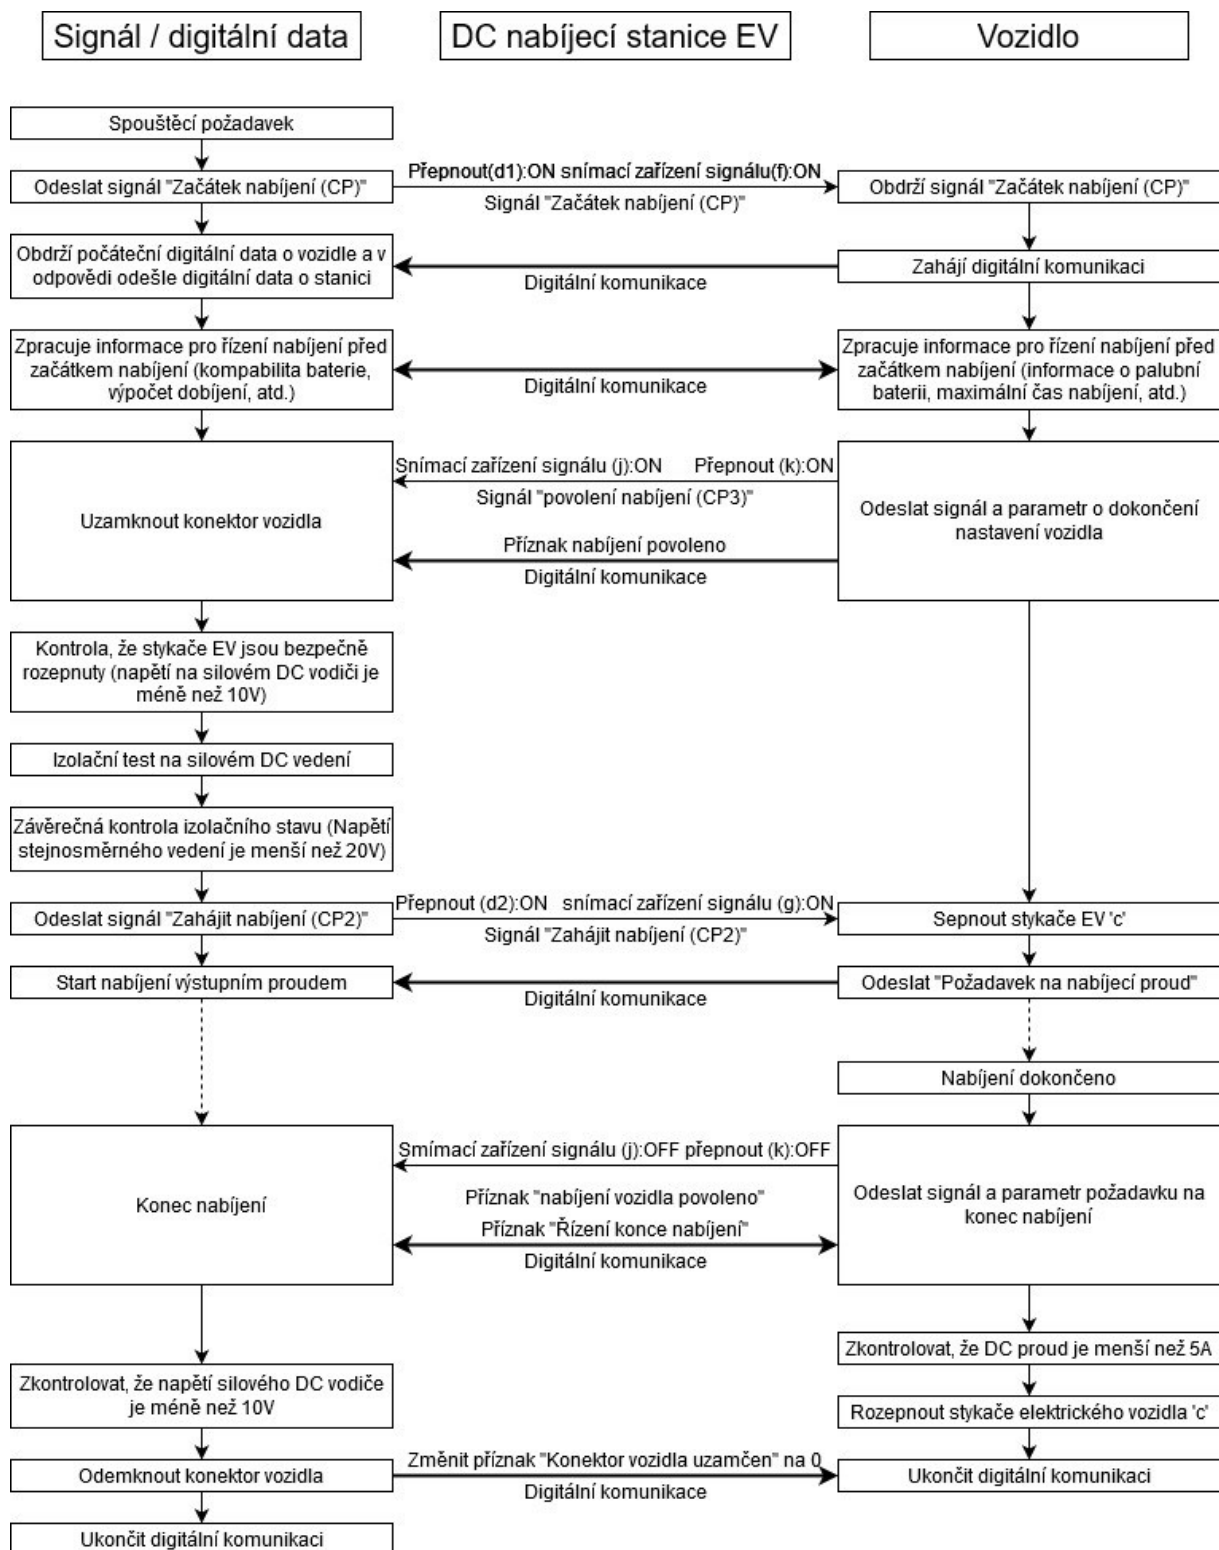 Signál / digitální data
DC nabíjecí stanice EV
Vozidlo
Spouštěcí požadavek
Odeslat signál "Začátek nabíjení (CP)"
Přepnout(d1):ON snímací zařízení signálu(f):ON
Signál "Začátek nabíjení (CP)"
Obdrží signál "Začátek nabíjení (CP)"
Obdrží počáteční digitální data o vozidle a v
odpovědi odešle digitální data o stanici
Digitální komunikace
Zahájí digitální komunikaci
Zpracuje informace pro řízení nabíjení před
začátkem nabíjení (kompabilita baterie,
výpočet dobíjení, atd.)
Digitální komunikace
Zpracuje informace pro řízení nabíjení před
začátkem nabíjení (informace o palubní
baterii, maximální čas nabíjení, atd.)
Uzamknout konektor vozidla
Snímací zařízení signálu (j):ON Přepnout (k):ON
Signál "povolení nabíjení (CP3)"
Příznak nabíjení povoleno
Digitální komunikace
Odeslat signál a parametr o dokončení
nastavení vozidla
Kontrola, že stykače EV jsou bezpečně
rozepnuty (napětí na silovém DC vodiči je
méně než 10V)
Izolační test na silovém DC vedení
Závěrečná kontrola izolačního stavu (Napětí
stejnosměrného vedení je menší než 20V)
Odeslat signál "Zahájit nabíjení (CP2)"
Přepnout (d2):ON snímací zařízení signálu (g):ON
Signál "Zahájit nabíjení (CP2)"
Sepnout stykače EV 'c'
Start nabíjení výstupním proudem
Digitální komunikace
Odeslat "Požadavek na nabíjecí proud"
Nabíjení dokončeno
Konec nabíjení
Smímací zařízení signálu (j):OFF přepnout (k):OFF
Příznak "nabíjení vozidla povoleno"
Příznak "Řízení konce nabíjení"
Digitální komunikace
Odeslat signál a parametr požadavku na
konec nabíjení
Zkontrolovat, že DC proud je menší než 5A
Zkontrolovat, že napětí silového DC vodiče
je méně než 10V
Rozepnout stykače elektrického vozidla 'c'
Odemknout konektor vozidla
Změnit příznak "Konektor vozidla uzamčen" na 0
Digitální komunikace
Ukončit digitální komunikaci
Ukončit digitální komunikaci